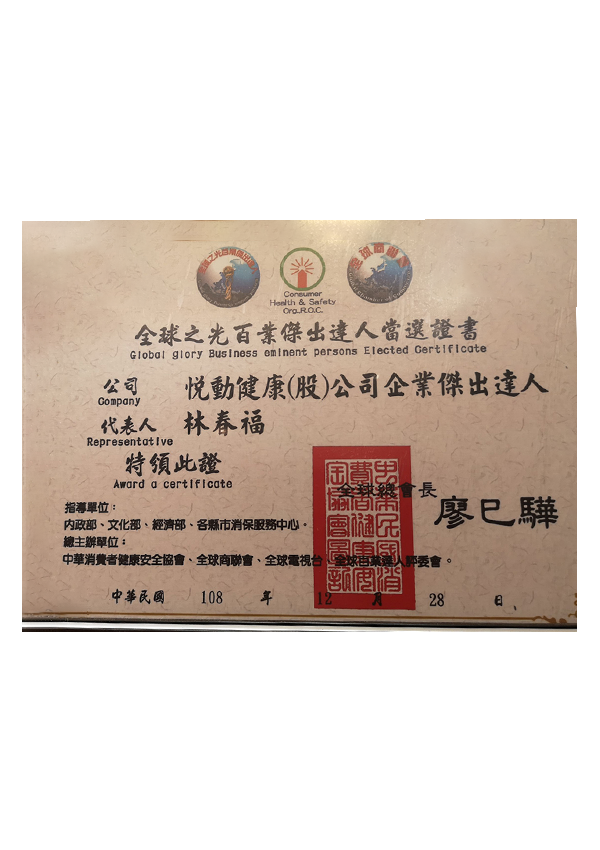 全球商聯人
Consumer
Health & Safety
Org.R.O.C.
全球之光百業傑出達人當選證書
Global glory Business eminent persons Elected Certificate
公司 悦動健康(股)公司企業傑出達人
Company
代表人 林春福
Representative
特頒此證
Award a certificate
全球總會長 廖巳驊
指導單位：
內政部、文化部、經濟部、各縣市消保服務中心。
總主辦單位：
中華消費者健康安全協會、全球商聯會、全球電視台、全球百業達人評委會。
中華民國 108 年 12 月 28 日